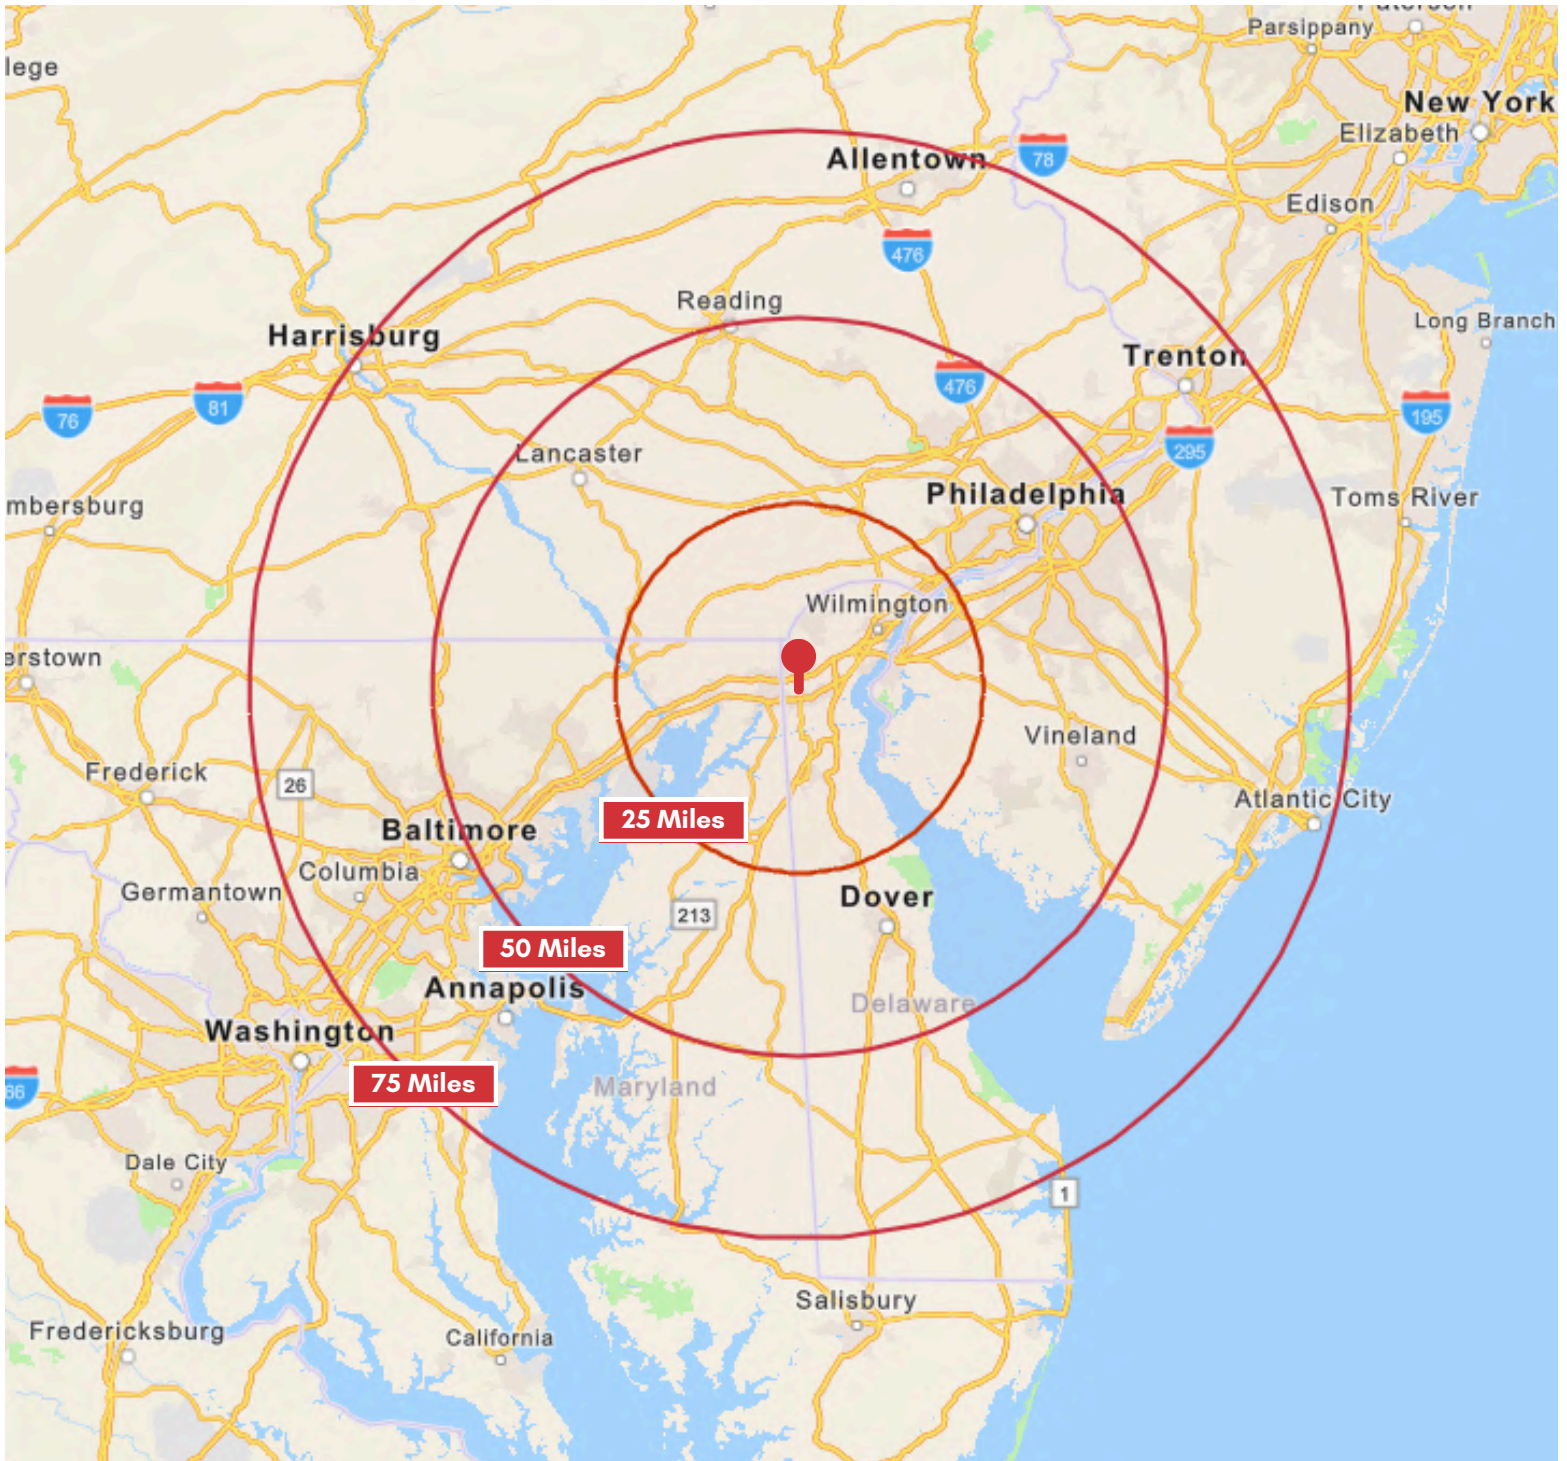 Paterson
Parsippany
lege
New York
Elizabeth
Allentown
78
Edison
476
Reading
Long Branch
Harrisburg
Trenton
476
81
76
195
295
Lancaster
Philadelphia
Toms River
mbersburg
Wilmington
erstown
Vineland
Frederick
26
Atlantic City
25 Miles
Baltimore
Columbia
Germantown
Dover
213
50 Miles
Annapolis
Delaware
Washington
75 Miles
66
Maryland
Dale City
1
Salisbury
Fredericksburg
California